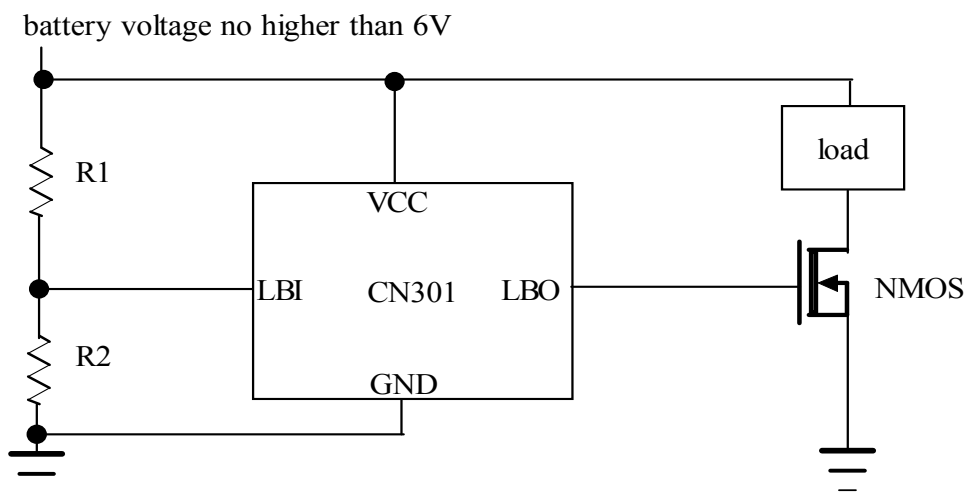 battery voltage no higher than 6V
R1
load
VCC
LBI
CN301
LBO
NMOS
R2
GND